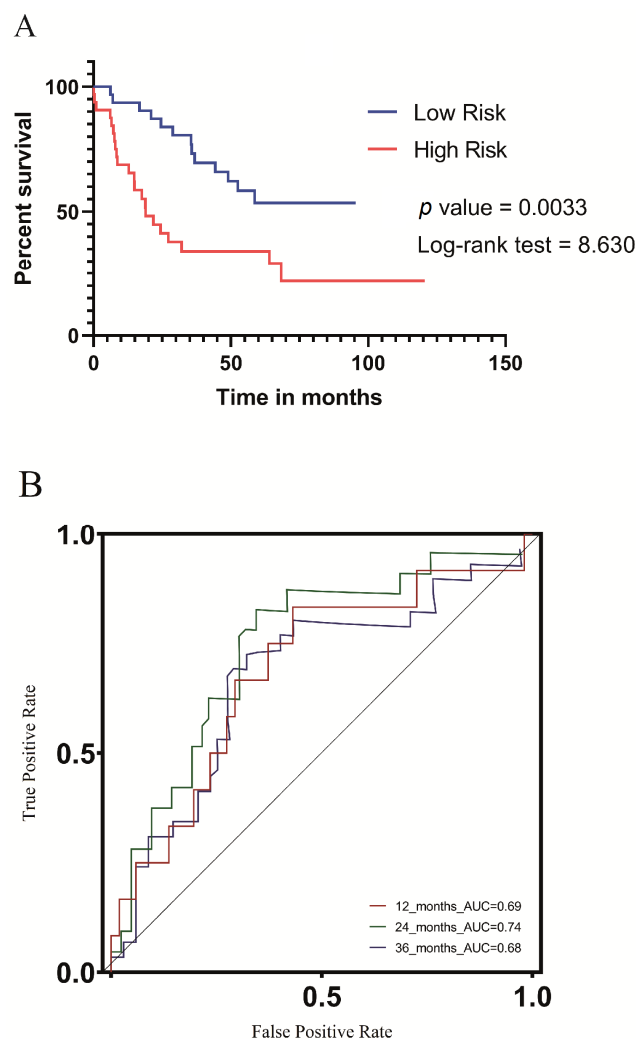 A
100
50
0
Percent survival
Low Risk
High Risk
p value = 0.0033
Log-rank test = 8.630
0 50 100 150
Time in months
B
1.0
0.5
0.0
True Positive Rate
12_months_AUC=0.69
24_months_AUC=0.74
36_months_AUC=0.68
0.5 1.0
False Positive Rate